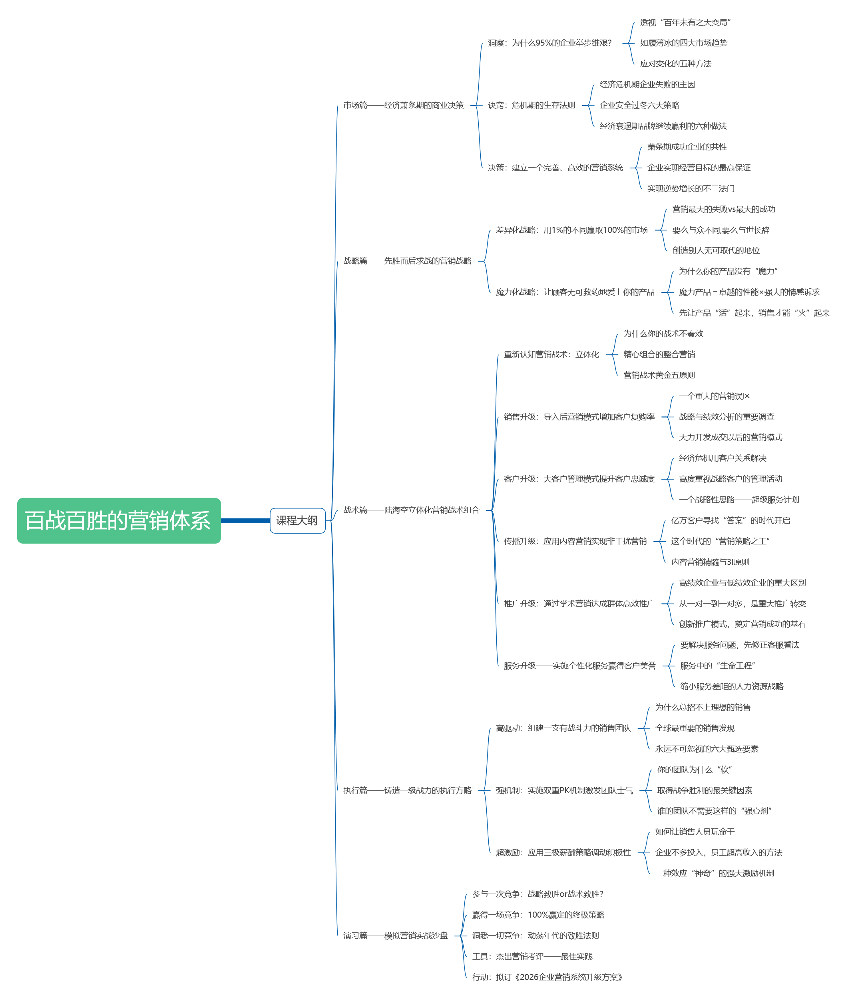 百战百胜的营销体系
课程大纲
市场篇——经济萧条期的商业决策
洞察：为什么95%的企业举步维艰？
透视“百年未有之大变局”
如履薄冰的四大市场趋势
应对变化的五种方法
诀窍：危机期的生存法则
经济危机期企业失败的主因
企业安全过冬六大策略
经济衰退期品牌继续赢利的六种做法
决策：建立一个完善、高效的营销系统
萧条期成功企业的共性
企业实现经营目标的最高保证
实现逆势增长的不二法门
战略篇——先胜而后求战的营销战略
差异化战略：用1%的不同赢取100%的市场
营销最大的失败vs最大的成功
要么与众不同,要么与世长辞
创造别人无可取代的地位
魔力化战略：让顾客无可救药地爱上你的产品
为什么你的产品没有“魔力”
魔力产品＝卓越的性能×强大的情感诉求
先让产品“活”起来，销售才能“火”起来
战术篇——陆海空立体化营销战术组合
重新认知营销战术：立体化
为什么你的战术不奏效
精心组合的整合营销
营销战术黄金五原则
销售升级：导入后营销模式增加客户复购率
一个重大的营销误区
战略与绩效分析的重要调查
大力开发成交以后的营销模式
客户升级：大客户管理模式提升客户忠诚度
经济危机用客户关系解决
高度重视战略客户的管理活动
一个战略性思路——超级服务计划
传播升级：应用内容营销实现非干扰营销
亿万客户寻找“答案”的时代开启
这个时代的“营销策略之王”
内容营销精髓与3I原则
推广升级：通过学术营销达成群体高效推广
高绩效企业与低绩效企业的重大区别
从一对一到一对多，是重大推广转变
创新推广模式，奠定营销成功的基石
服务升级——实施个性化服务赢得客户美誉
要解决服务问题，先修正客服看法
服务中的“生命工程”
缩小服务差距的人力资源战略
执行篇——铸造一级战力的执行方略
高驱动：组建一支有战斗力的销售团队
为什么总招不上理想的销售
全球最重要的销售发现
永远不可忽视的六大甄选要素
强机制：实施双重PK机制激发团队士气
你的团队为什么“软”
取得战争胜利的最关键因素
谁的团队不需要这样的“强心剂”
超激励：应用三极薪酬策略调动积极性
如何让销售人员玩命干
企业不多投入，员工超高收入的方法
一种效应“神奇”的强大激励机制
演习篇——模拟营销实战沙盘
参与一次竞争：战略致胜or战术致胜？
赢得一场竞争：100%赢定的终极策略
洞悉一切竞争：动荡年代的致胜法则
工具：杰出营销考评——最佳实践
行动：拟订《2026企业营销系统升级方案》